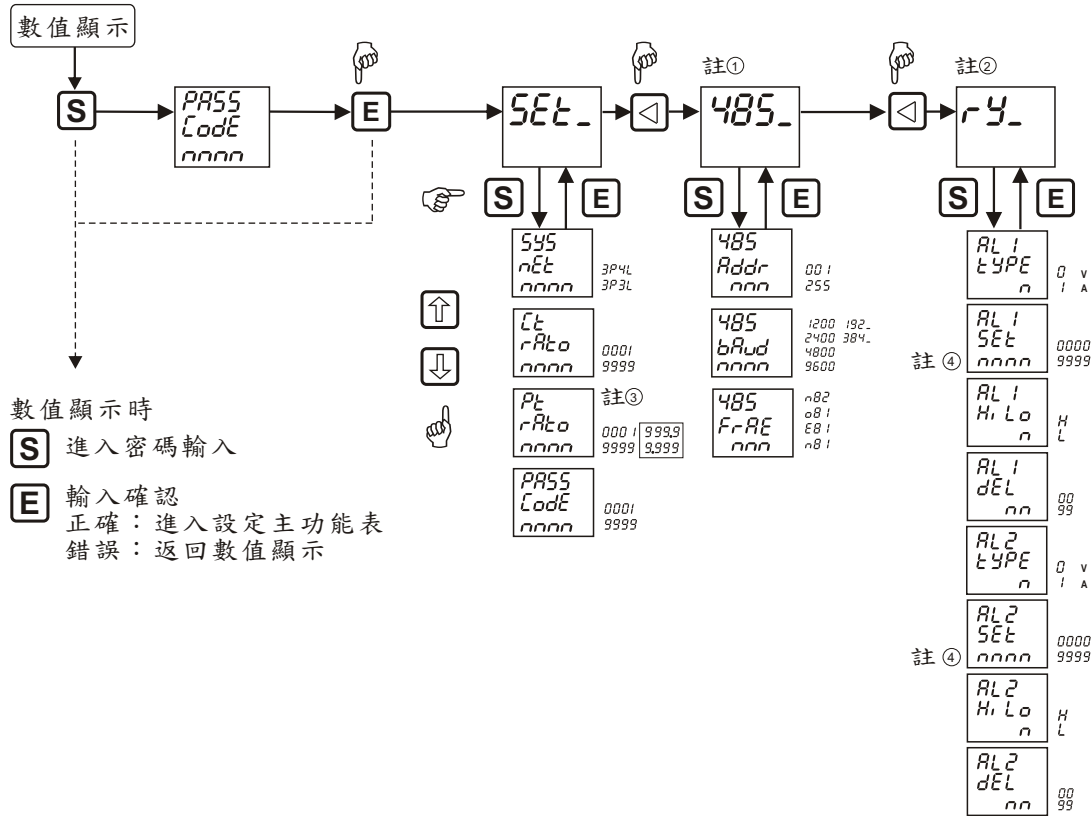 數值顯示
S
PASS
CodE
nnnn
E
SEt_
註①
485_
註②
rY_
S
E
S
E
S
E
SYS
nEt
nnnn
3P4L
3P3L
Ct
rAto
nnnn
0001
9999
Pt
rAto
nnnn
註③
0001 999.9
9999 9.999
PASS
CodE
nnnn
0001
9999
485
Addr
nnn
001
255
485
bAud
nnnn
1200 192_
2400 384_
4800
9600
485
FrAE
nnn
n82
o81
E81
n81
AL1
tYPE
n
0 V
1 A
註④
AL1
SEt
nnnn
0000
9999
AL1
Hi Lo
n
H
L
AL1
dEL
nn
00
99
AL2
tYPE
n
0 V
1 A
註④
AL2
SEt
nnnn
0000
9999
AL2
Hi Lo
n
H
L
AL2
dEL
nn
00
99
數值顯示時
S 進入密碼輸入
E 輸入確認
正確：進入設定主功能表
錯誤：返回數值顯示